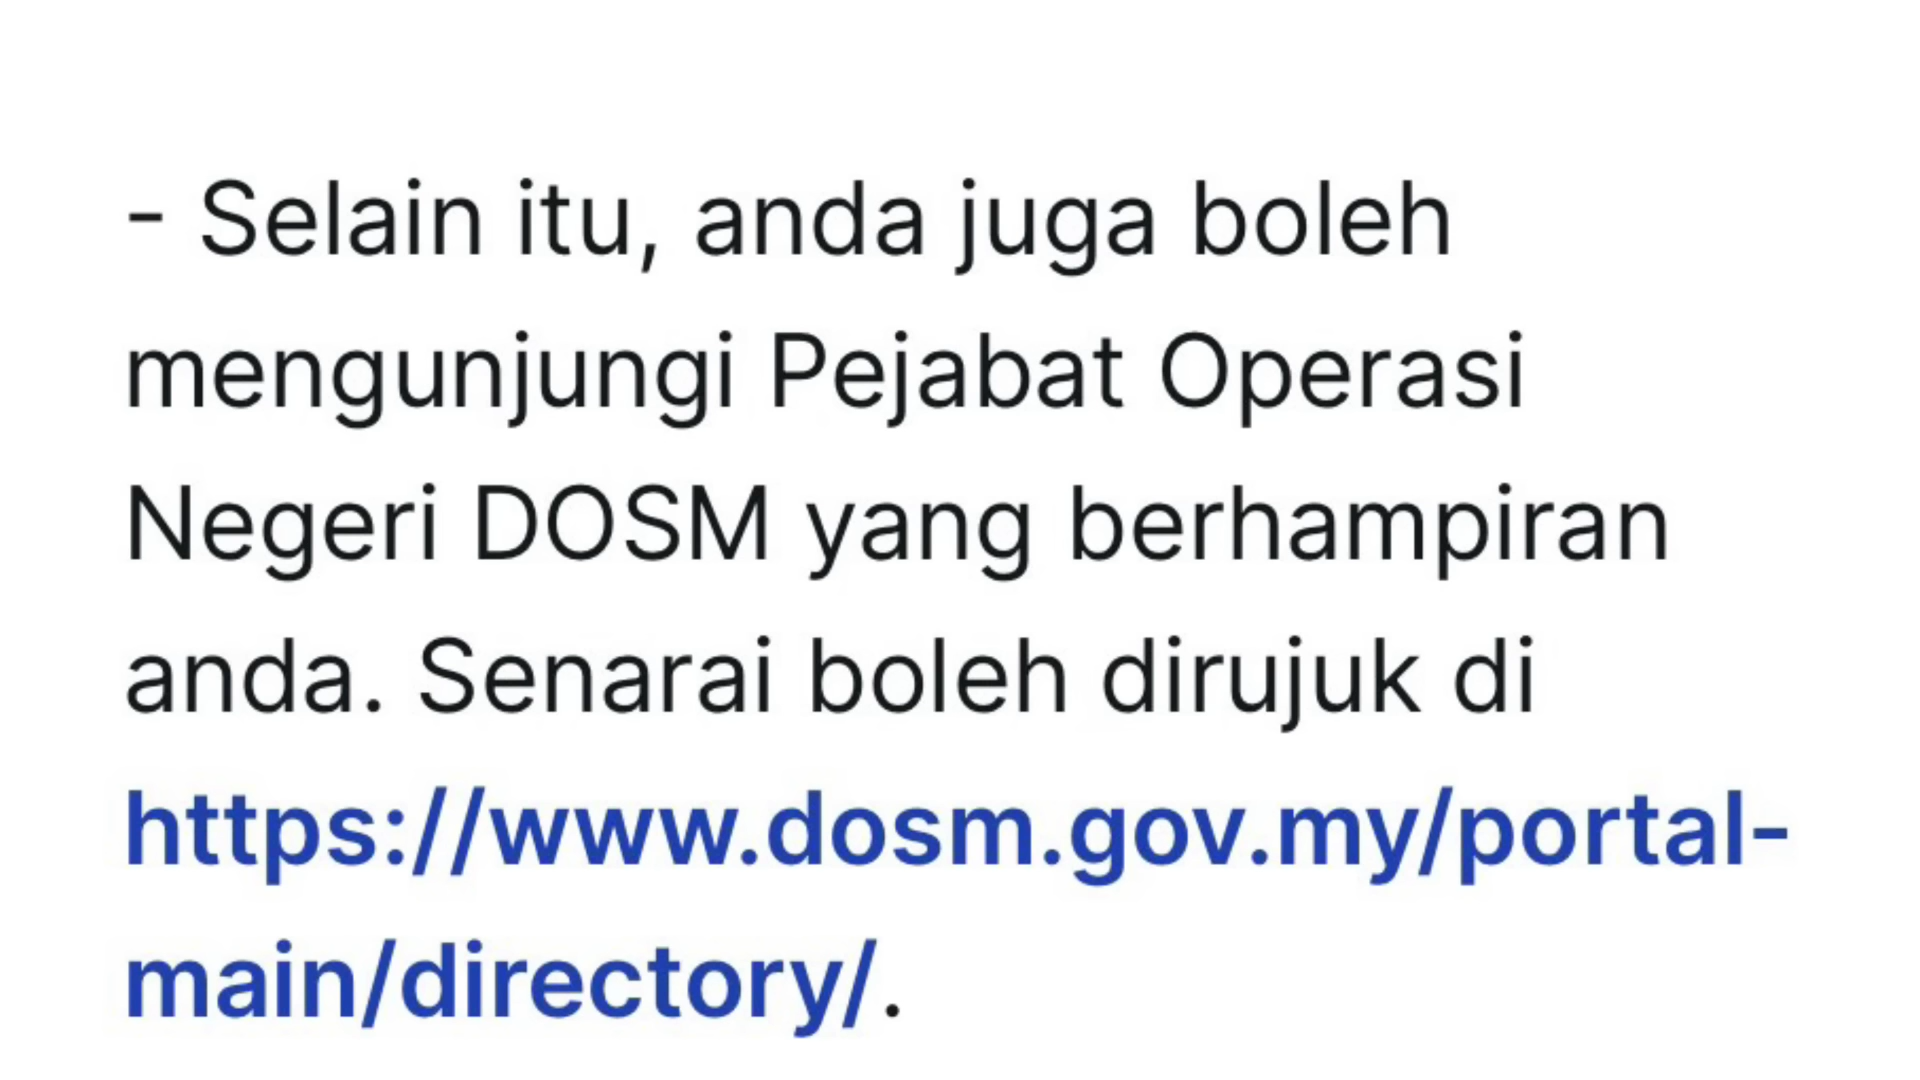 - Selain itu, anda juga boleh
mengunjungi Pejabat Operasi
Negeri DOSM yang berhampiran
anda. Senarai boleh dirujuk di
https://www.dosm.gov.my/portal-
main/directory/.